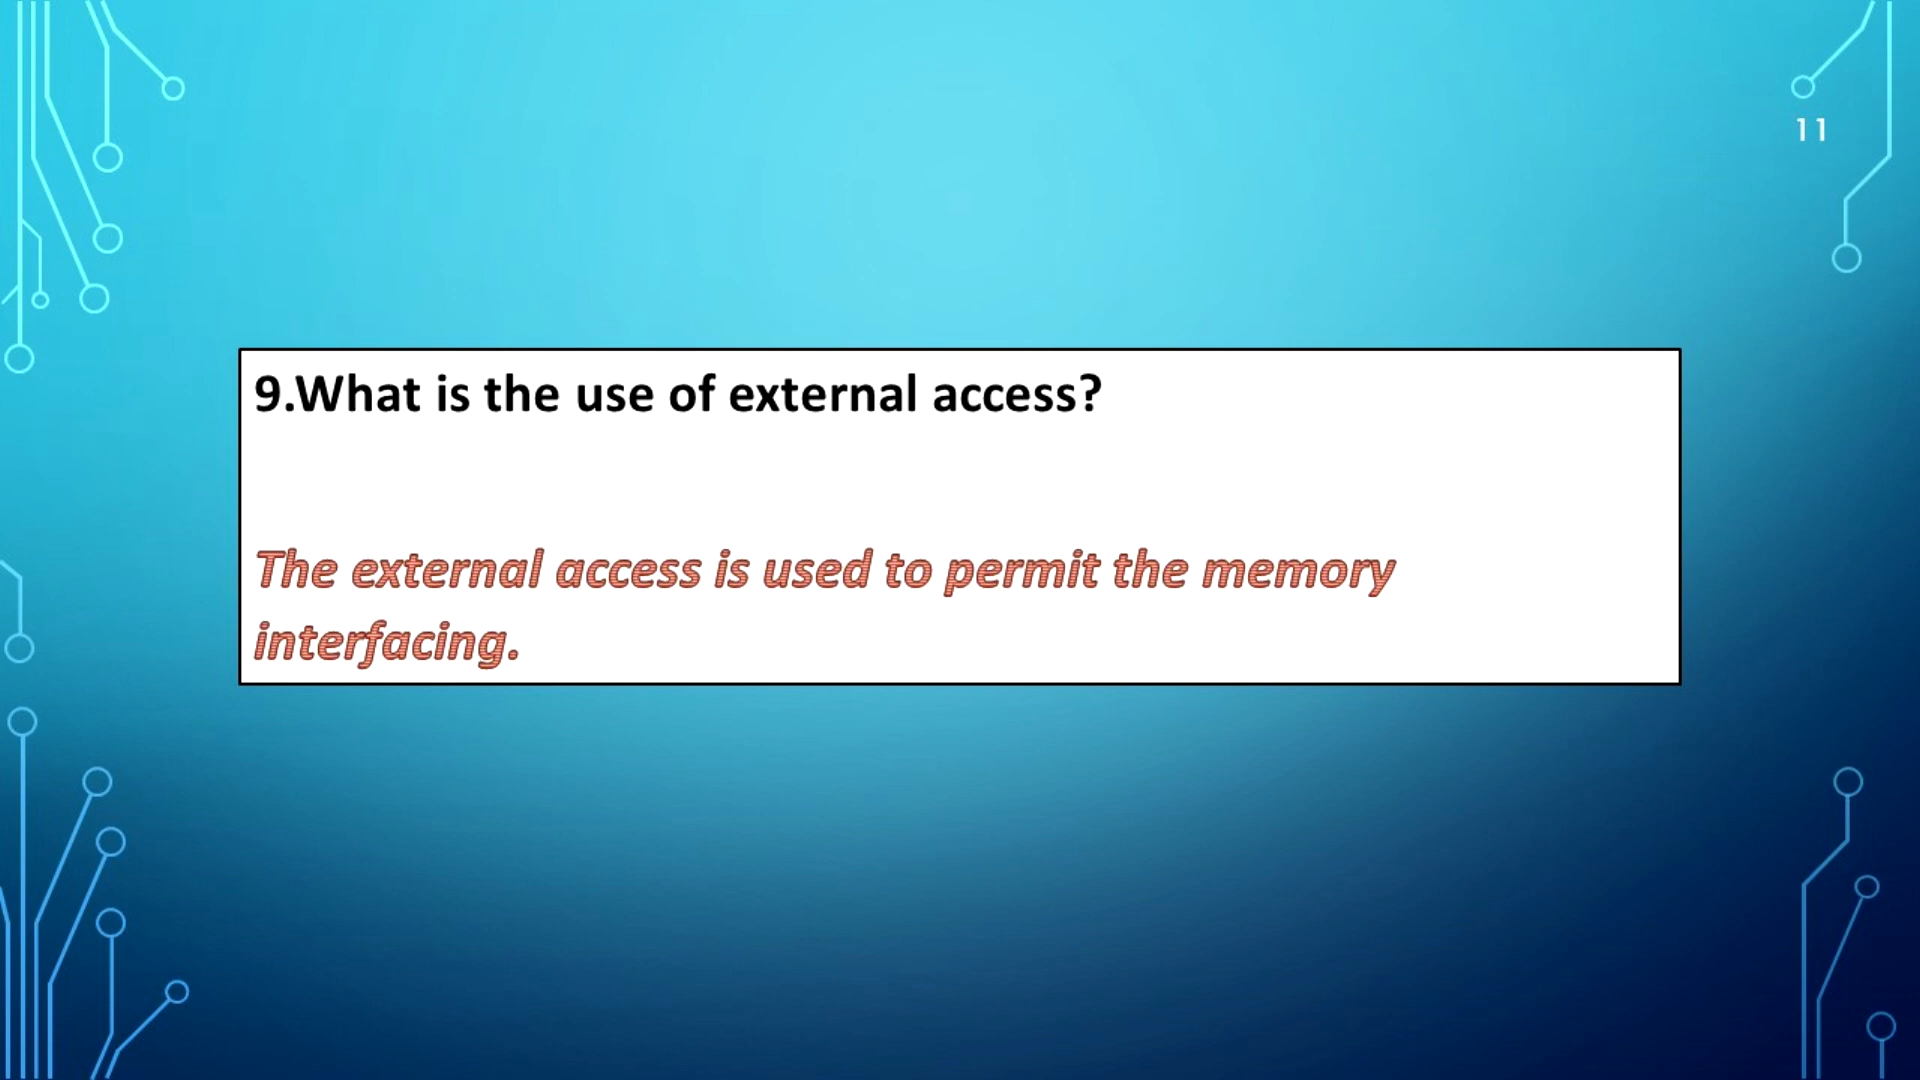 11
9.What is the use of external access?
The external access is used to permit the memory
interfacing.